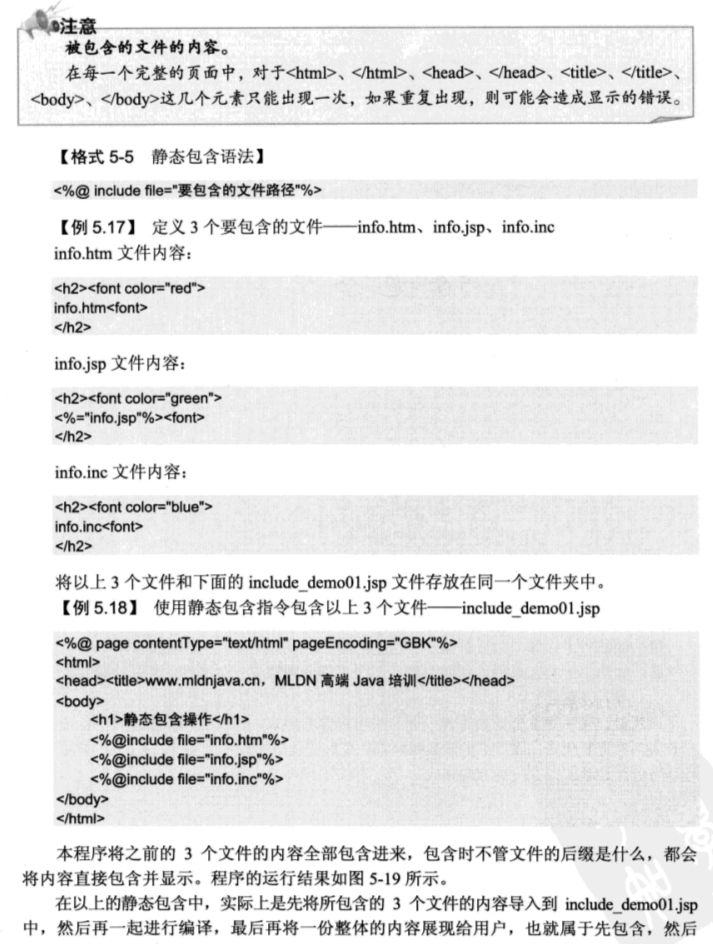 注意
被包含的文件的内容。
在每一个完整的页面中，对于<html>、</html>、<head>、</head>、<title>、</title>、
<body>、</body>这几个元素只能出现一次，如果重复出现，则可能会造成显示的错误。
【格式 5-5 静态包含语法】
<%@ include file="要包含的文件路径"%>
【例 5.17】 定义 3 个要包含的文件——info.htm、info.jsp、info.inc
info.htm 文件内容：
<h2><font color="red">
info.htm<font>
</h2>
info.jsp 文件内容：
<h2><font color="green">
<%="info.jsp"%><font>
</h2>
info.inc 文件内容：
<h2><font color="blue">
info.inc<font>
</h2>
将以上 3 个文件和下面的 include_demo01.jsp 文件存放在同一个文件夹中。
【例 5.18】 使用静态包含指令包含以上 3 个文件——include_demo01.jsp
<%@ page contentType="text/html" pageEncoding="GBK"%>
<html>
<head><title>www.mldnjava.cn，MLDN 高端 Java 培训</title></head>
<body>
<h1>静态包含操作</h1>
<%@include file="info.htm"%>
<%@include file="info.jsp"%>
<%@include file="info.inc"%>
</body>
</html>
本程序将之前的 3 个文件的内容全部包含进来，包含时不管文件的后缀是什么，都会
将内容直接包含并显示。程序的运行结果如图 5-19 所示。
在以上的静态包含中，实际上是先将所包含的 3 个文件的内容导入到 include_demo01.jsp
中，然后再一起进行编译，最后再将一份整体的内容展现给用户，也就属于先包含，然后